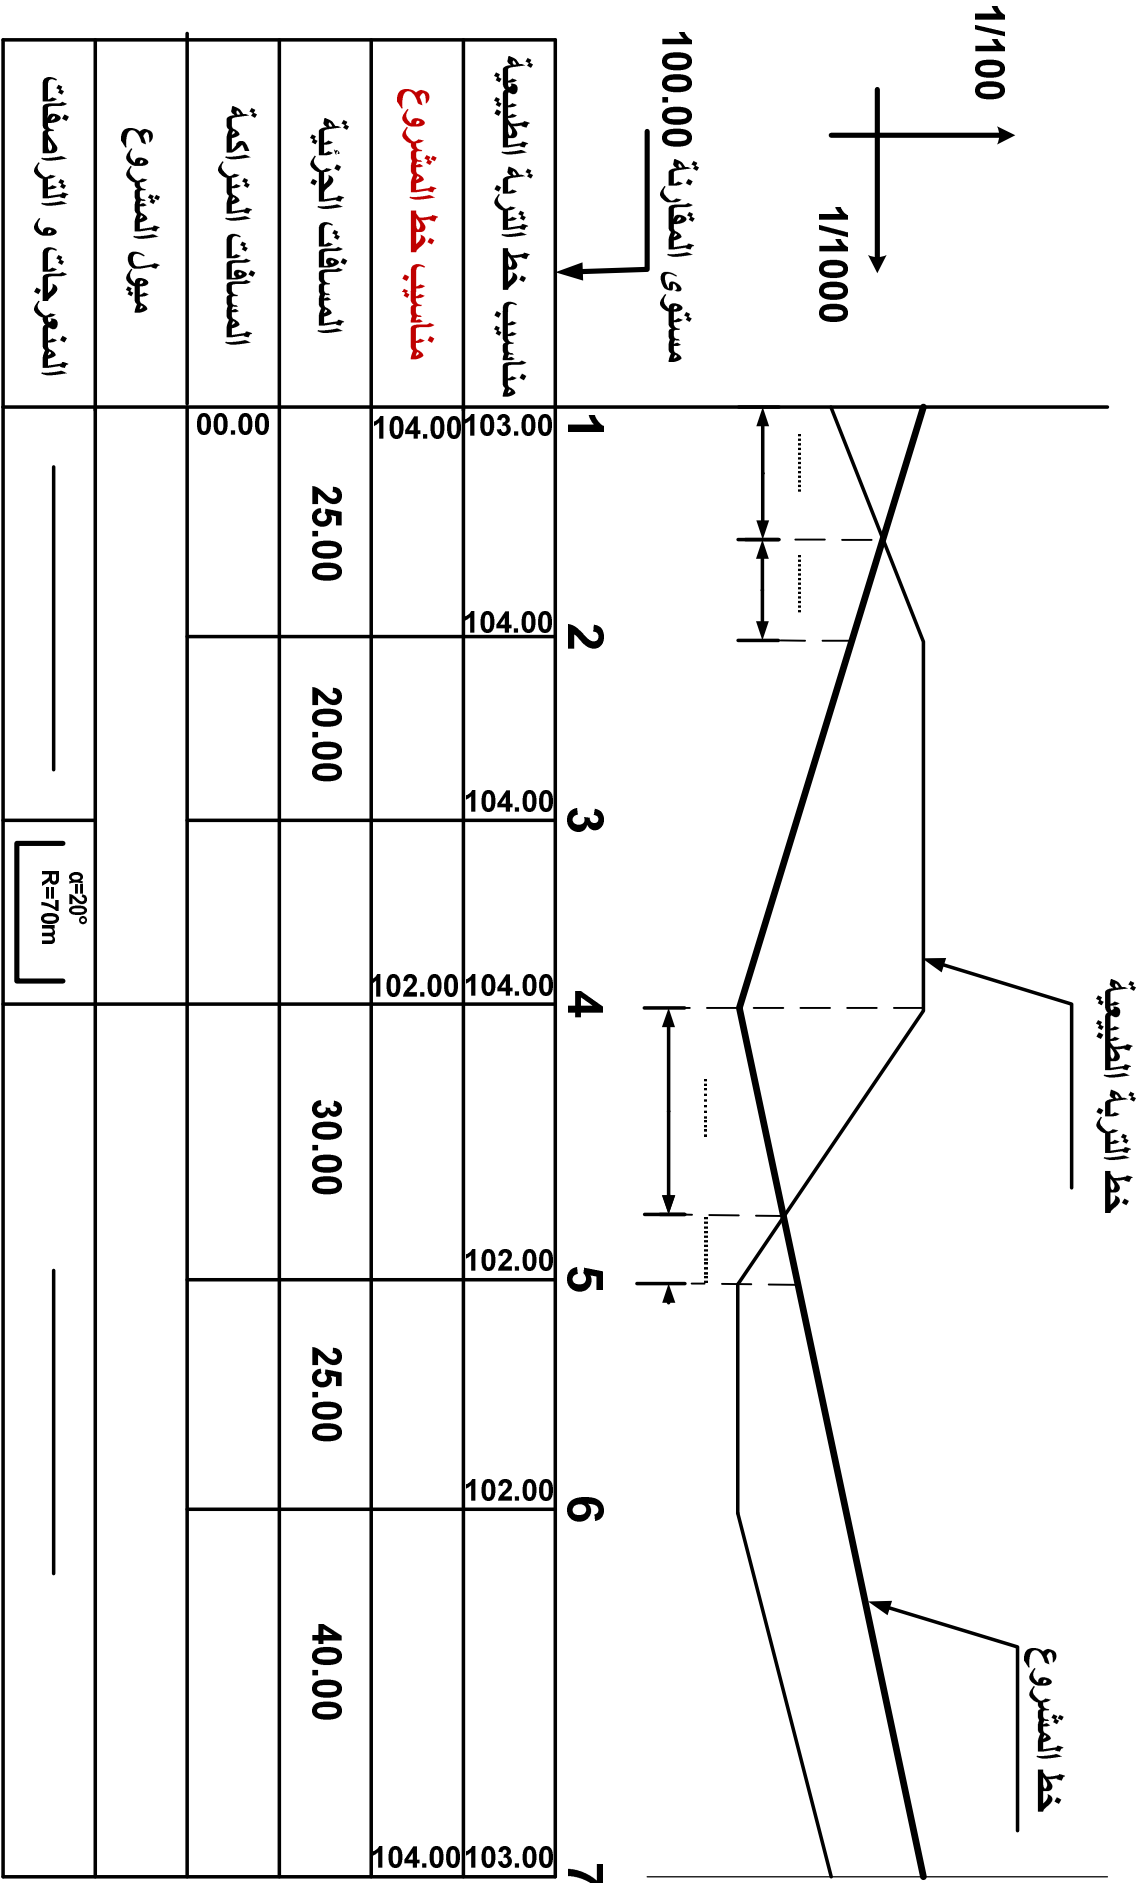 1/100
1/1000
100.00 مستوى المقارنة
خط التربة الطبيعية
خط المشروع
1 2 3 4 5 6 7
مناسيب خط التربة الطبيعية
103.00 104.00 104.00 104.00 102.00 102.00 103.00
مناسيب خط المشروع
104.00 102.00 104.00
المسافات الجزئية
25.00 20.00 30.00 25.00 40.00
المسافات المتراكمة
00.00
ميول المشروع
المنعرجات و التراصفات
α=20°
R=70m